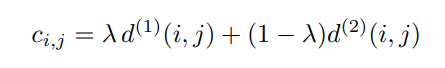 c_{i,j} = λ d^{(1)}(i, j) + (1 − λ)d^{(2)}(i, j)